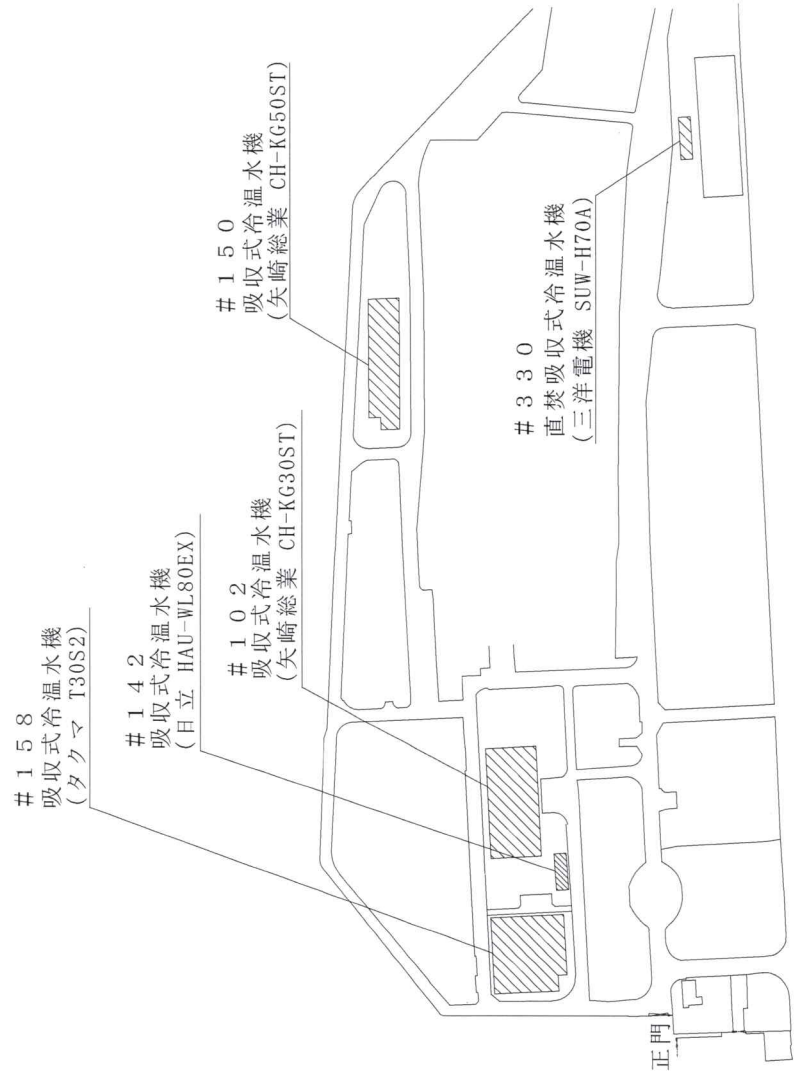 #158
吸収式冷温水機
(タクマ T30S2)
#142
吸収式冷温水機
(日立 HAU-WL80EX)
#102
吸収式冷温水機
(矢崎総業 CH-KG30ST)
#150
吸収式冷温水機
(矢崎総業 CH-KG50ST)
#330
直焚吸収式冷温水機
(三洋電機 SUW-H70A)
正門